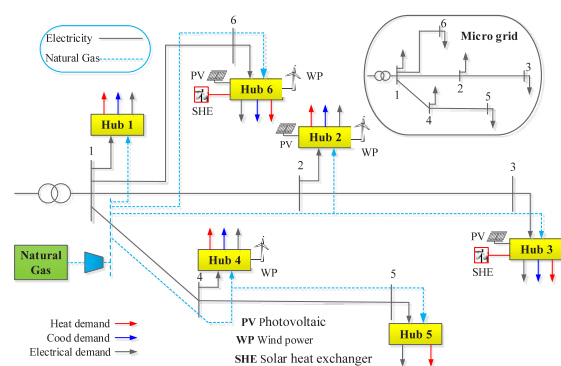 Electricity
Natural Gas
6
Micro grid
6
1
2
3
4
5
PV
WP
Hub 6
SHE
Hub 1
Hub 2
PV
WP
1
2
3
PV
Hub 3
SHE
Natural
Gas
Hub 4
WP
4
5
Hub 5
Heat demand
Cood demand
Electrical demand
PV Photovoltaic
WP Wind power
SHE Solar heat exchanger